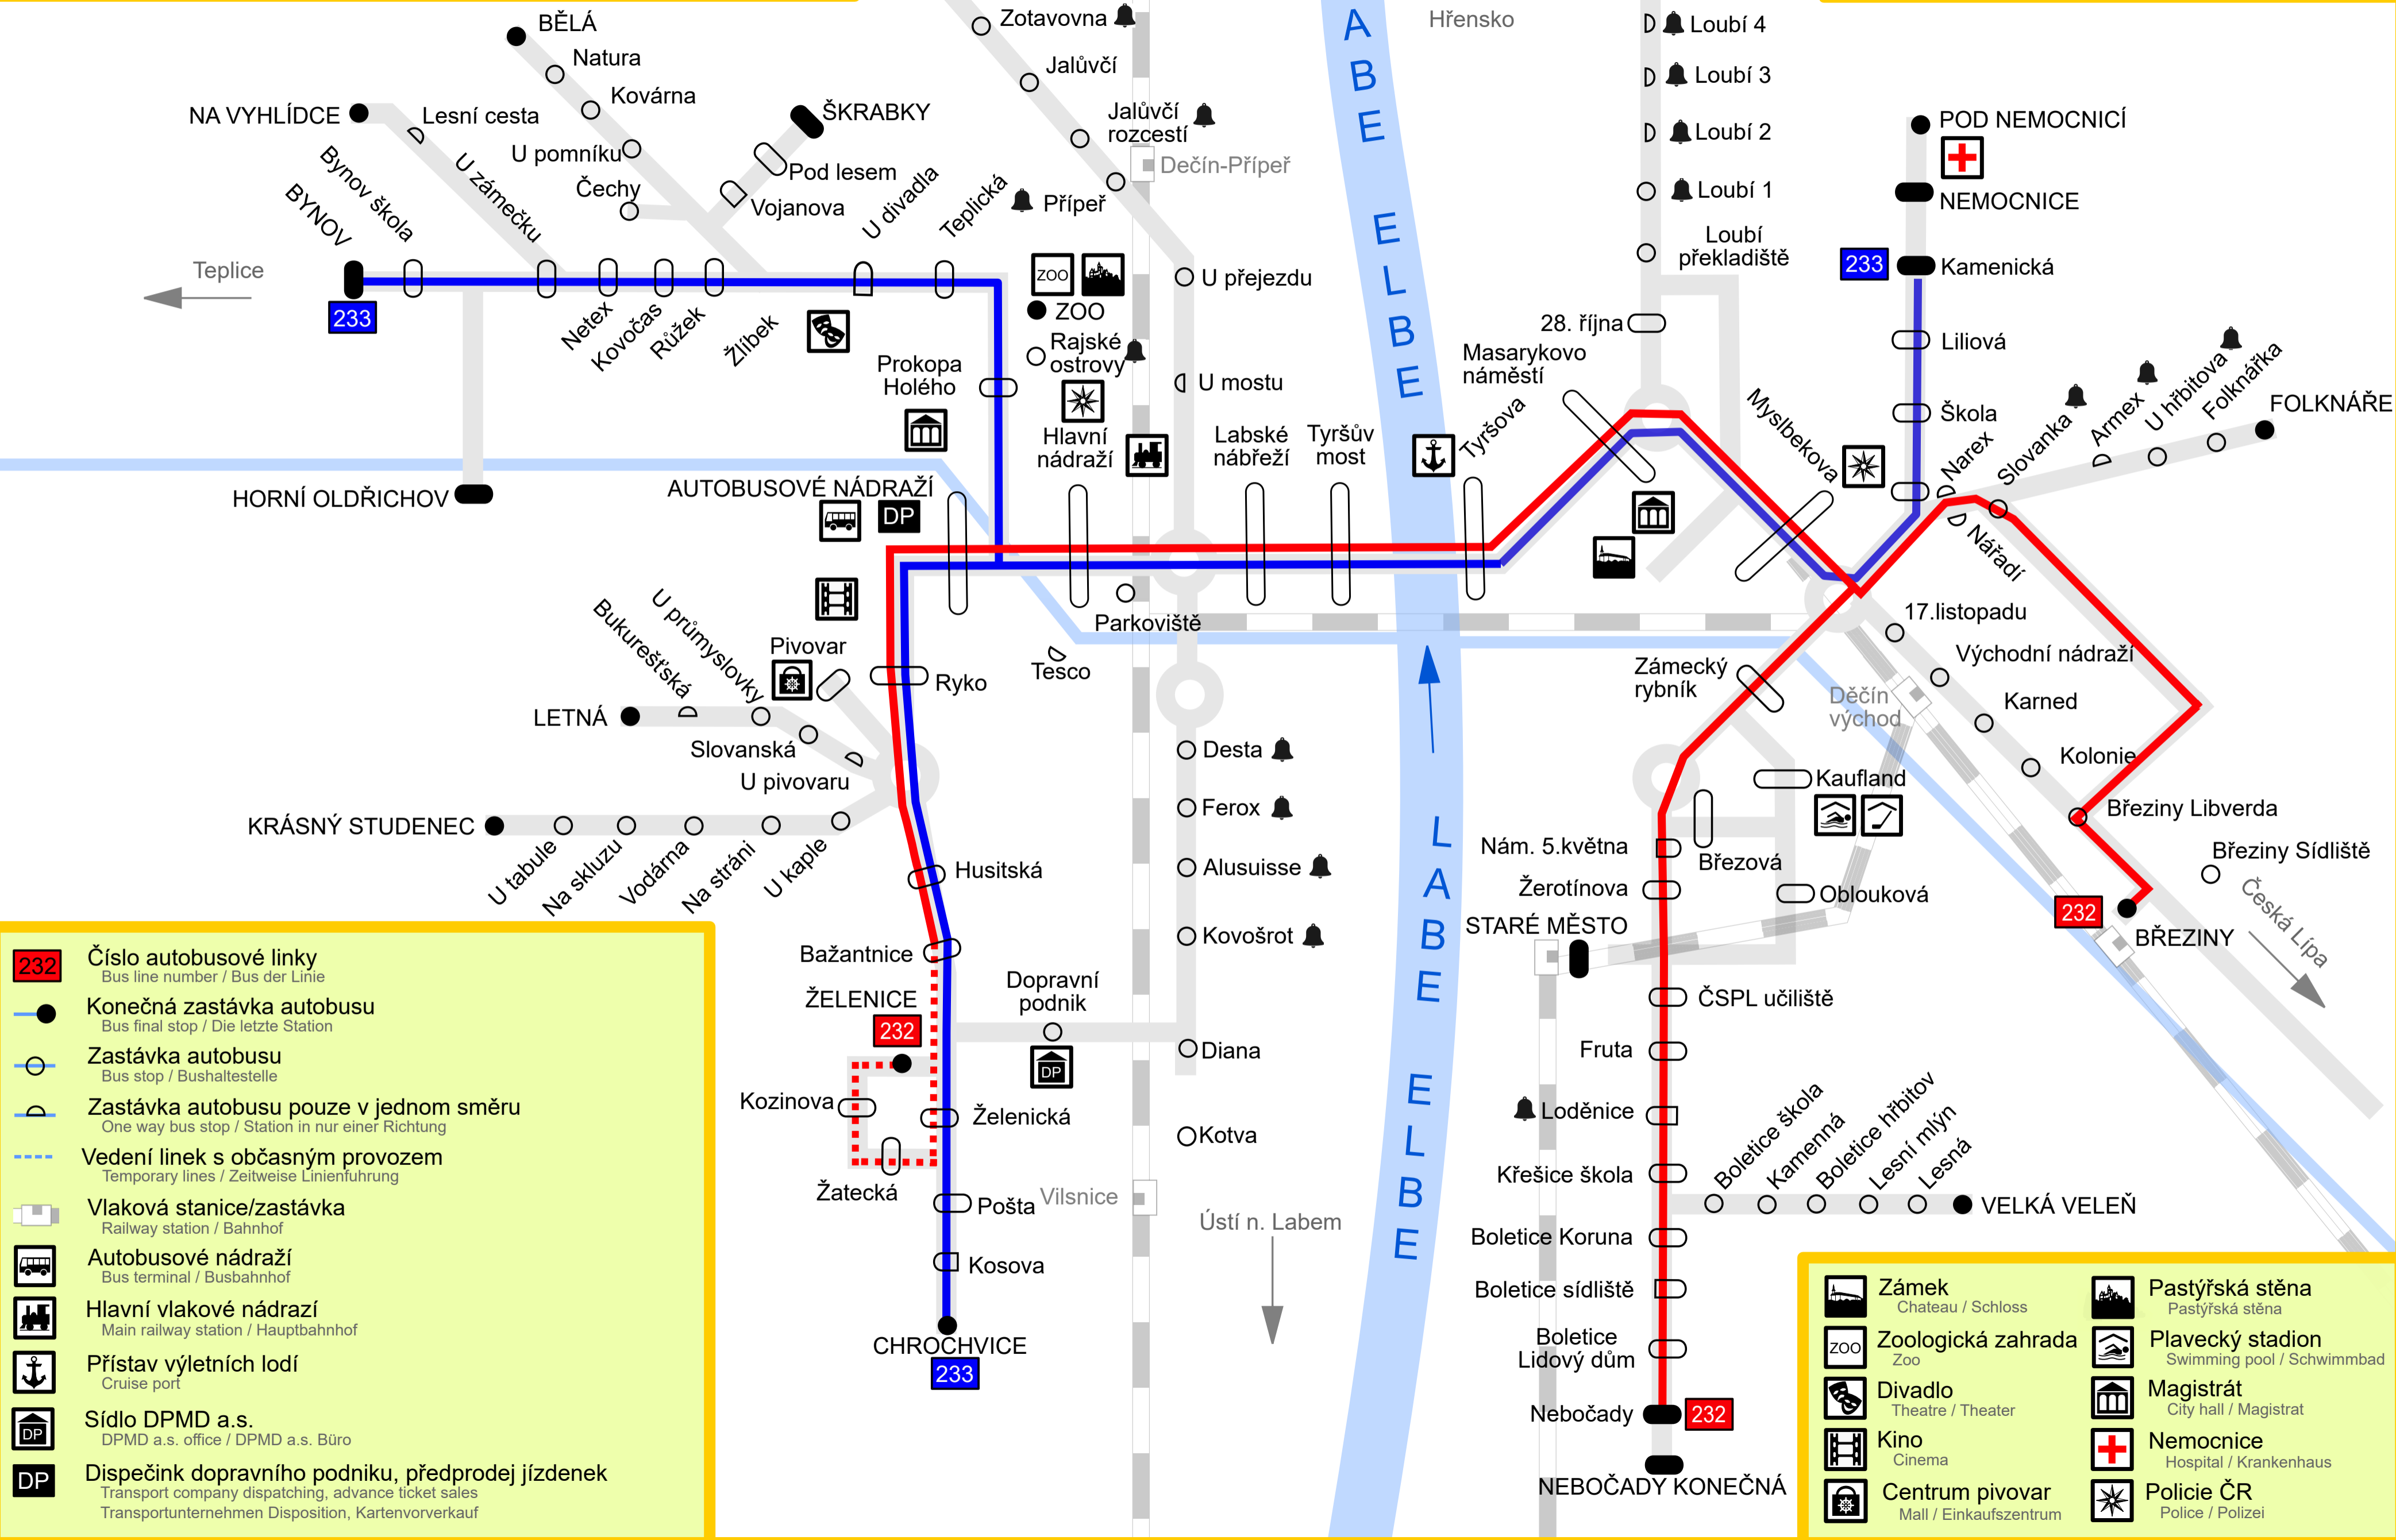 BĚLÁ
Natura
Kovárna
NA VYHLÍDCE
Lesní cesta
U pomníku
Čechy
ŠKRABKY
Pod lesem
Vojanova
BYNOV
Bynov škola
U zámečku
U divadla
Teplická
Teplice
233
Netex
Kovočas
Růžek
Žlíbek
Zotavovna
Jalůvčí
Jalůvčí
rozcestí
Dečín-Přípeř
Přípeř
ZOO
ZOO
U přejezdu
Rajské
ostrovy
U mostu
Prokopa
Holého
Hlavní
nádraží
Labské
nábřeží
Tyršův
most
HORNÍ OLDŘICHOV
AUTOBUSOVÉ NÁDRAŽÍ
DP
LABE
ELBE
Hřensko
Loubí 4
Loubí 3
Loubí 2
Loubí 1
Loubí
překladiště
28. října
Masarykovo
náměstí
Tyršova
Myslbekova
POD NEMOCNICÍ
NEMOCNICE
233
Kamenická
Liliová
Škola
Narex
Slovanka
Armex
U hřbitova
Folknářka
FOLKNÁŘE
Nářadí
Parkoviště
Tesco
Pivovar
Ryko
Bukurešťská
U průmyslovky
LETNÁ
Slovanská
U pivovaru
KRÁSNÝ STUDENEC
U tabule
Na skluzu
Vodárna
Na stráni
U kaple
Husitská
Bažantnice
ŽELENICE
232
Kozinova
Želenická
Žatecká
Pošta
Kosova
CHROCHVICE
233
Desta
Ferox
Alusuisse
Kovošrot
Dopravní
podnik
DP
Diana
Kotva
Vilsnice
Ústí n. Labem
LABE
ELBE
17.listopadu
Východní nádraží
Karned
Kolonie
Březiny Libverda
Březiny Sídliště
232
BŘEZINY
Česká Lípa
Děčín
východ
Zámecký
rybník
Kaufland
Březová
Oblouková
Nám. 5.května
Žerotínova
STARÉ MĚSTO
ČSPL učiliště
Fruta
Loděnice
Křešice škola
Boletice škola
Kamenná
Boletice hřbitov
Lesní mlýn
Lesná
VELKÁ VELEŇ
Boletice Koruna
Boletice sídliště
Boletice
Lidový dům
Nebočady
232
NEBOČADY KONEČNÁ
232
Číslo autobusové linky
Bus line number / Bus der Linie
Konečná zastávka autobusu
Bus final stop / Die letzte Station
Zastávka autobusu
Bus stop / Bushaltestelle
Zastávka autobusu pouze v jednom směru
One way bus stop / Station in nur einer Richtung
Vedení linek s občasným provozem
Temporary lines / Zeitweise Linienfuhrung
Vlaková stanice/zastávka
Railway station / Bahnhof
Autobusové nádraží
Bus terminal / Busbahnhof
Hlavní vlakové nádrazí
Main railway station / Hauptbahnhof
Přístav výletních lodí
Cruise port
DP
Sídlo DPMD a.s.
DPMD a.s. office / DPMD a.s. Büro
DP
Dispečink dopravního podniku, předprodej jízdenek
Transport company dispatching, advance ticket sales
Transportunternehmen Disposition, Kartenvorverkauf
Zámek
Chateau / Schloss
ZOO
Zoologická zahrada
Zoo
Divadlo
Theatre / Theater
Kino
Cinema
Centrum pivovar
Mall / Einkaufszentrum
Pastýřská stěna
Pastýřská stěna
Plavecký stadion
Swimming pool / Schwimmbad
Magistrát
City hall / Magistrat
Nemocnice
Hospital / Krankenhaus
Policie ČR
Police / Polizei